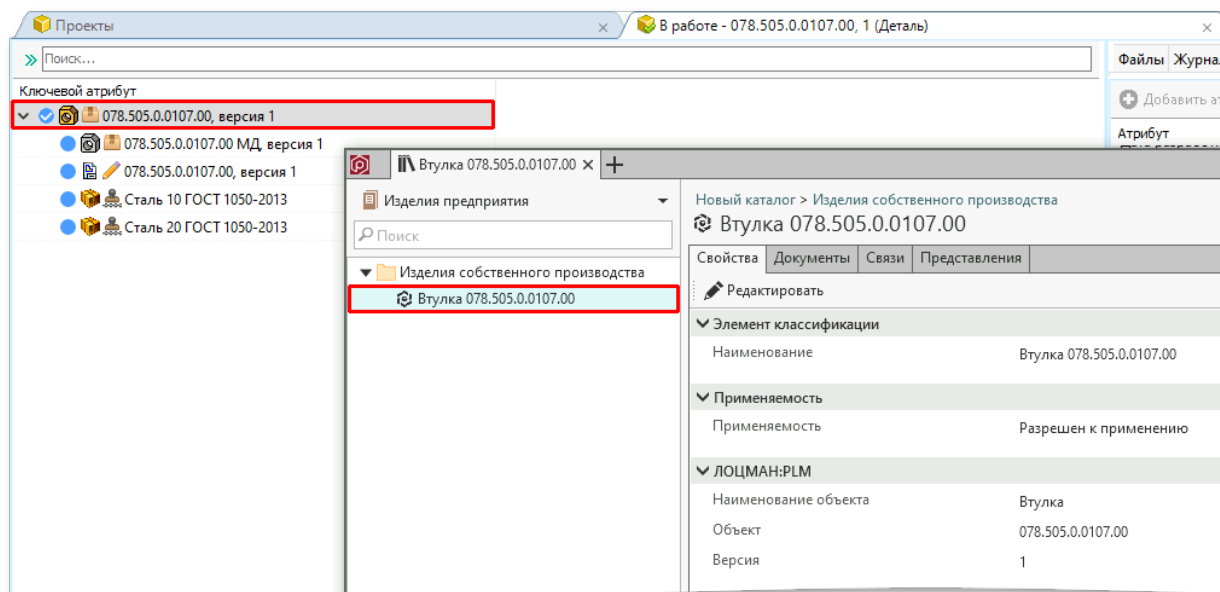 Проекты
В работе - 078.505.0.0107.00, 1 (Деталь)
Поиск...
Файлы Журна
Ключевой атрибут
Добавить ат
078.505.0.0107.00, версия 1
Атрибут
078.505.0.0107.00 МД, версия 1
078.505.0.0107.00, версия 1
Сталь 10 ГОСТ 1050-2013
Сталь 20 ГОСТ 1050-2013
Втулка 078.505.0.0107.00
Изделия предприятия
Поиск
Изделия собственного производства
Втулка 078.505.0.0107.00
Новый каталог > Изделия собственного производства
Втулка 078.505.0.0107.00
Свойства Документы Связи Представления
Редактировать
Элемент классификации
Наименование Втулка 078.505.0.0107.00
Применяемость
Применяемость Разрешен к применению
ЛОЦМАН:PLM
Наименование объекта Втулка
Объект 078.505.0.0107.00
Версия 1